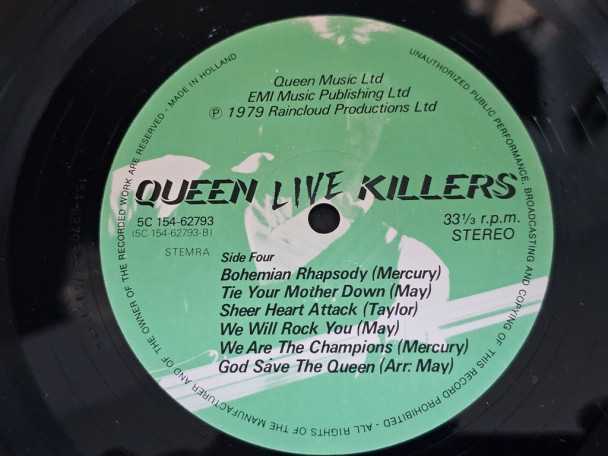 Queen Music Ltd
EMI Music Publishing Ltd
℗ 1979 Raincloud Productions Ltd
QUEEN LIVE KILLERS
5C 154-62793
(5C 154-62793-B)
STEMRA
33⅓ r.p.m.
STEREO
Side Four
Bohemian Rhapsody (Mercury)
Tie Your Mother Down (May)
Sheer Heart Attack (Taylor)
We Will Rock You (May)
We Are The Champions (Mercury)
God Save The Queen (Arr: May)
UNAUTHORIZED PUBLIC PERFORMANCE, BROADCASTING AND COPYING OF THIS RECORD PROHIBITED - ALL RIGHTS OF THE MANUFACTURER AND OF THE OWNER OF THE RECORDED WORK ARE RESERVED - MADE IN HOLLAND